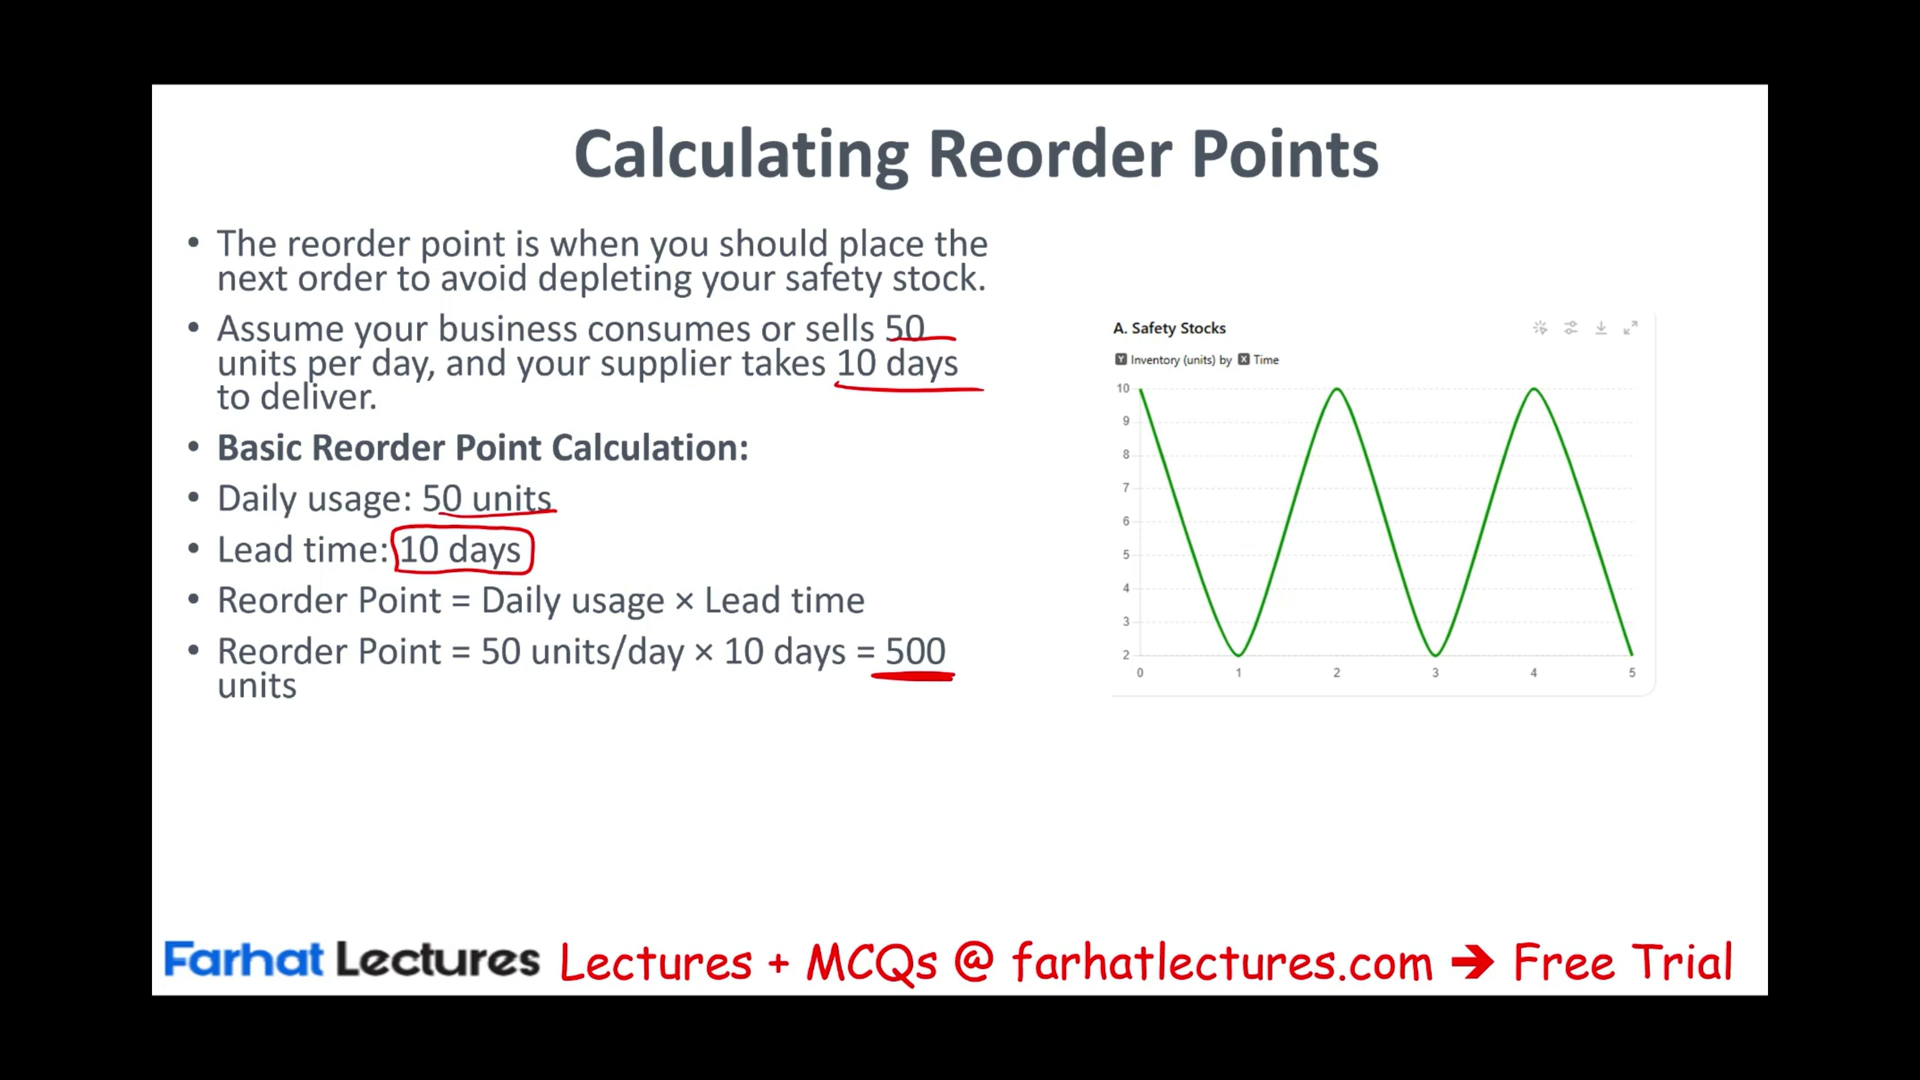 Calculating Reorder Points
• The reorder point is when you should place the
next order to avoid depleting your safety stock.
• Assume your business consumes or sells 50
units per day, and your supplier takes 10 days
to deliver.
• Basic Reorder Point Calculation:
• Daily usage: 50 units
• Lead time: 10 days
• Reorder Point = Daily usage × Lead time
• Reorder Point = 50 units/day × 10 days = 500
units
A. Safety Stocks
Y Inventory (units) by X Time
10
9
8
7
6
5
4
3
2
0 1 2 3 4 5
Farhat Lectures Lectures + MCQs @ farhatlectures.com ➔ Free Trial